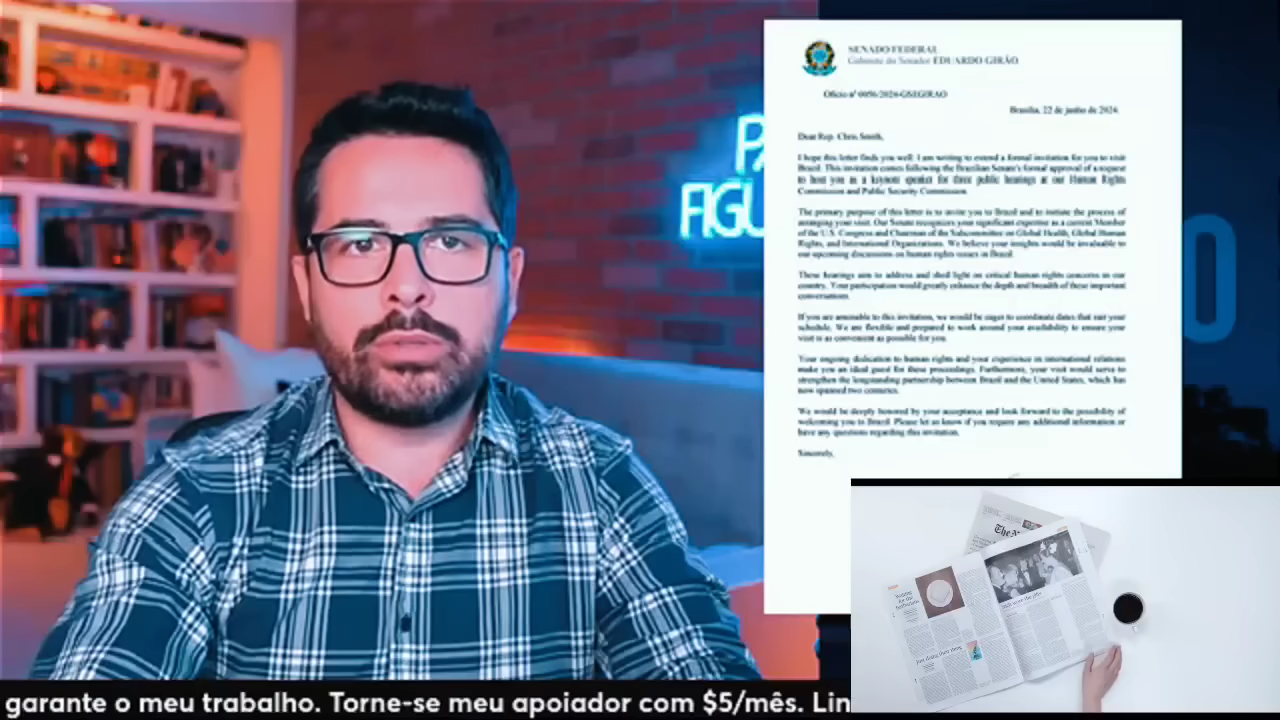 PA
FIGU
O
SENADO FEDERAL
Gabinete do Senador EDUARDO GIRÃO
Ofício nº 0056/2024-GSEGIRAO
Brasília, 22 de junho de 2024.
Dear Rep. Chris Smith,
I hope this letter finds you well. I am writing to extend a formal invitation for you to visit
Brazil. This invitation comes following the Brazilian Senate's formal approval of a request
to host you as a keynote speaker for three public hearings at our Human Rights
Commission and Public Security Commission.
The primary purpose of this letter is to invite you to Brazil and to initiate the process of
arranging your visit. Our Senate recognizes your significant expertise as a current Member
of the U.S. Congress and Chairman of the Subcommittee on Global Health, Global Human
Rights, and International Organizations. We believe your insights would be invaluable to
our upcoming discussions on human rights issues in Brazil.
These hearings aim to address and shed light on critical human rights concerns in our
country. Your participation would greatly enhance the depth and breadth of these important
conversations.
If you are amenable to this invitation, we would be eager to coordinate dates that suit your
schedule. We are flexible and prepared to work around your availability to ensure your
visit is as convenient as possible for you.
Your ongoing dedication to human rights and your experience in international relations
make you an ideal guest for these proceedings. Furthermore, your visit would serve to
strengthen the longstanding partnership between Brazil and the United States, which has
now spanned two centuries.
We would be deeply honored by your acceptance and look forward to the possibility of
welcoming you to Brazil. Please let us know if you require any additional information or
have any questions regarding this invitation.
Sincerely,
The
Waiting
for the
garante o meu trabalho. Torne-se meu apoiador com $5/mês. Lin